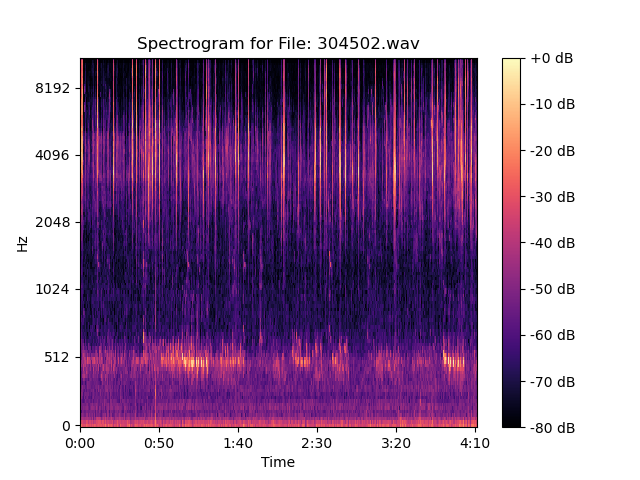 Spectrogram for File: 304502.wav
Hz
8192
4096
2048
1024
512
0
0:00 0:50 1:40 2:30 3:20 4:10
Time
+0 dB
-10 dB
-20 dB
-30 dB
-40 dB
-50 dB
-60 dB
-70 dB
-80 dB